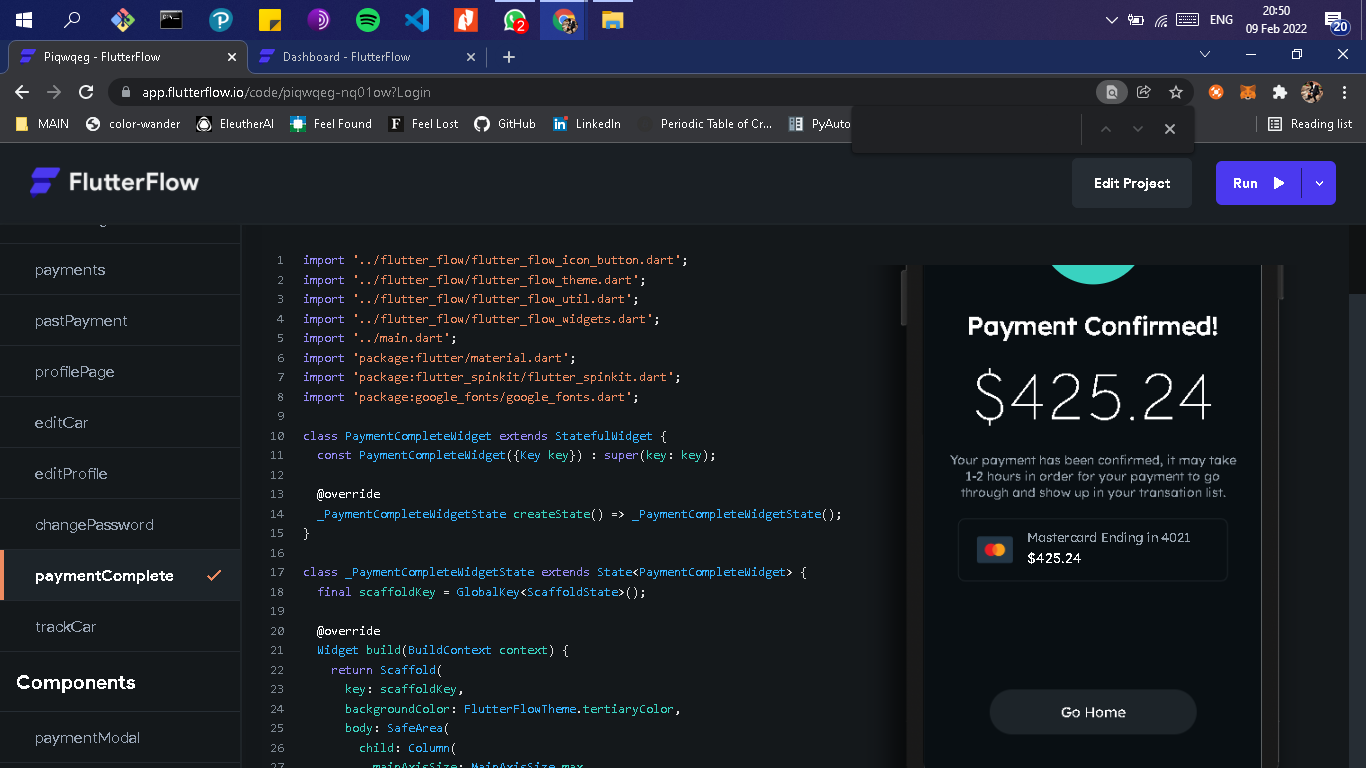 2
ENG
20:50
09 Feb 2022
20
Piqwqeg - FlutterFlow
Dashboard - FlutterFlow
app.flutterflow.io/code/piqwqeg-nq01ow?Login
MAIN
color-wander
EleutherAI
Feel Found
F Feel Lost
GitHub
in LinkedIn
Periodic Table of Cr...
PyAuto
Reading list
FlutterFlow
Edit Project
Run
payments
pastPayment
profilePage
editCar
editProfile
changePassword
paymentComplete
trackCar
Components
paymentModal
1 import '../flutter_flow/flutter_flow_icon_button.dart';
2 import '../flutter_flow/flutter_flow_theme.dart';
3 import '../flutter_flow/flutter_flow_util.dart';
4 import '../flutter_flow/flutter_flow_widgets.dart';
5 import '../main.dart';
6 import 'package:flutter/material.dart';
7 import 'package:flutter_spinkit/flutter_spinkit.dart';
8 import 'package:google_fonts/google_fonts.dart';
9
10 class PaymentCompleteWidget extends StatefulWidget {
11 const PaymentCompleteWidget({Key key}) : super(key: key);
12
13 @override
14 _PaymentCompleteWidgetState createState() => _PaymentCompleteWidgetState();
15 }
16
17 class _PaymentCompleteWidgetState extends State<PaymentCompleteWidget> {
18 final scaffoldKey = GlobalKey<ScaffoldState>();
19
20 @override
21 Widget build(BuildContext context) {
22 return Scaffold(
23 key: scaffoldKey,
24 backgroundColor: FlutterFlowTheme.tertiaryColor,
25 body: SafeArea(
26 child: Column(
27 mainAxisSize: MainAxisSize.max,
Payment Confirmed!
$425.24
Your payment has been confirmed, it may take
1-2 hours in order for your payment to go
through and show up in your transation list.
Mastercard Ending in 4021
$425.24
Go Home